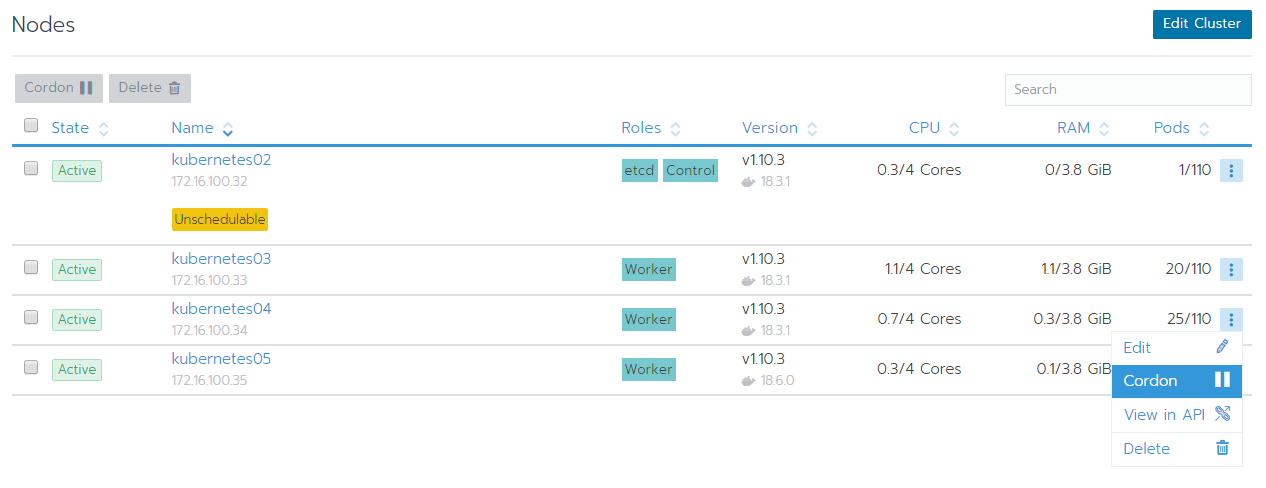 Nodes
Edit Cluster
Cordon
Delete
Search
State Name Roles Version CPU RAM Pods
Active kubernetes02 etcd Control v1.10.3 0.3/4 Cores 0/3.8 GiB 1/110
172.16.100.32 18.3.1
Unschedulable
Active kubernetes03 Worker v1.10.3 1.1/4 Cores 1.1/3.8 GiB 20/110
172.16.100.33 18.3.1
Active kubernetes04 Worker v1.10.3 0.7/4 Cores 0.3/3.8 GiB 25/110
172.16.100.34 18.3.1
Active kubernetes05 Worker v1.10.3 0.3/4 Cores 0.1/3.8 GiB
172.16.100.35 18.6.0
Edit
Cordon
View in API
Delete